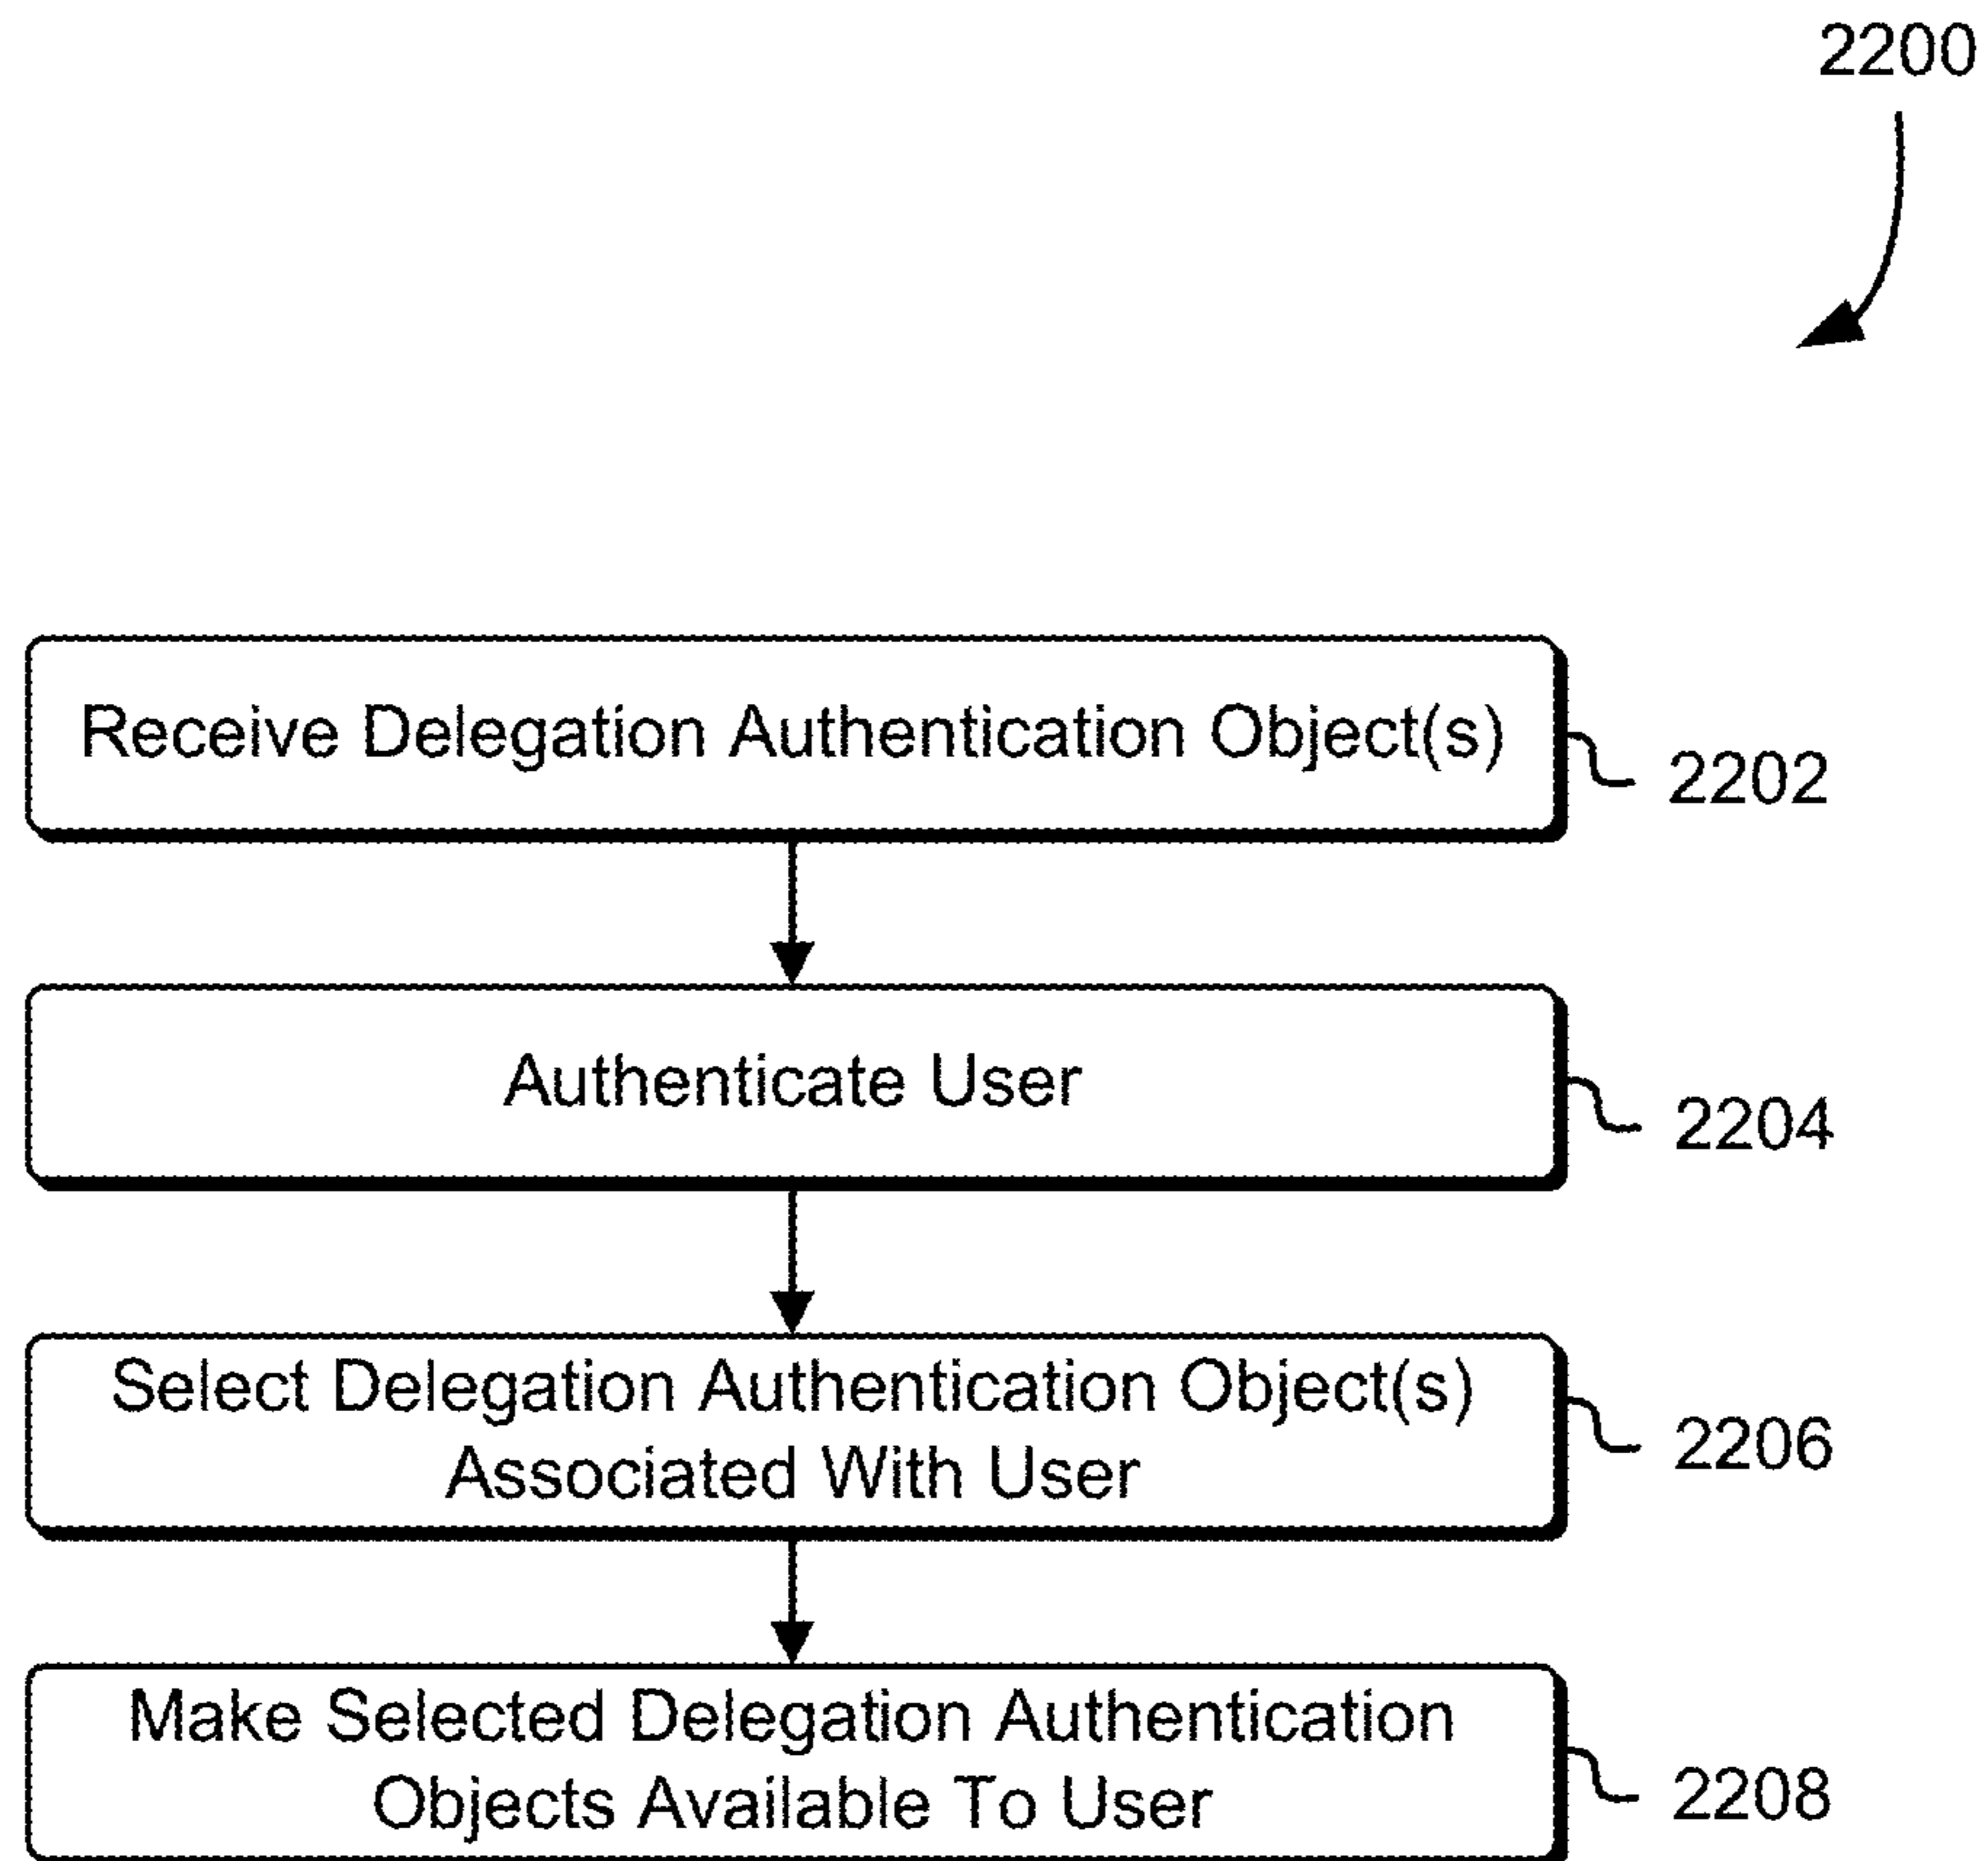 2200
Receive Delegation Authentication Object(s)
2202
Authenticate User
2204
Select Delegation Authentication Object(s)
Associated With User
2206
Make Selected Delegation Authentication
Objects Available To User
2208